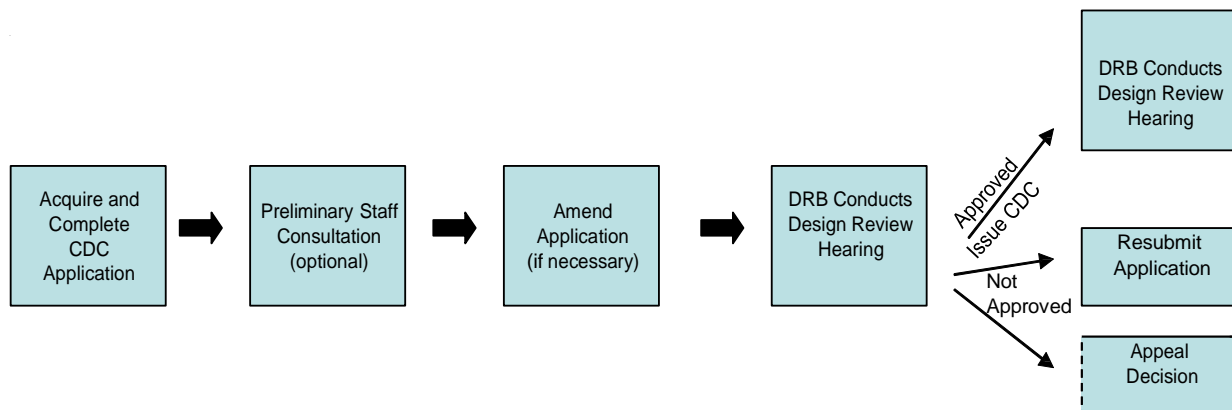 Acquire and
Complete
CDC
Application
Preliminary Staff
Consultation
(optional)
Amend
Application
(if necessary)
DRB Conducts
Design Review
Hearing
Approved
Issue CDC
Not
Approved
DRB Conducts
Design Review
Hearing
Resubmit
Application
Appeal
Decision